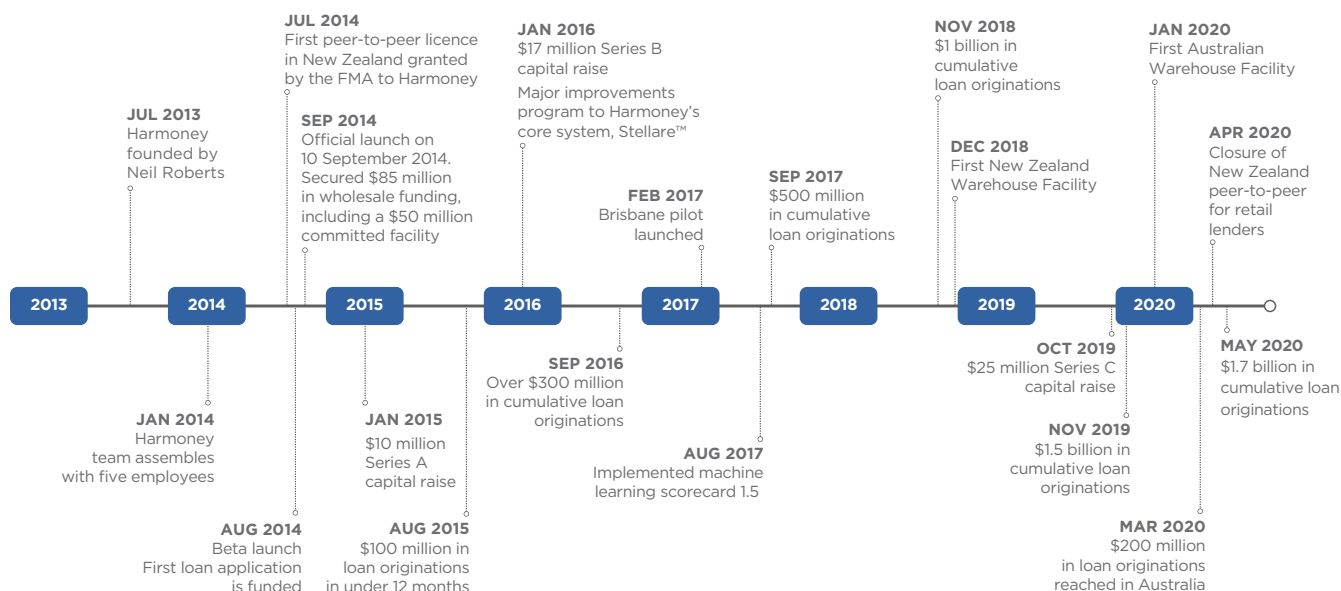 JUL 2013
Harmoney
founded by
Neil Roberts
JUL 2014
First peer-to-peer licence
in New Zealand granted
by the FMA to Harmoney
SEP 2014
Official launch on
10 September 2014.
Secured $85 million
in wholesale funding,
including a $50 million
committed facility
JAN 2016
$17 million Series B
capital raise
Major improvements
program to Harmoney’s
core system, Stellare™
FEB 2017
Brisbane pilot
launched
SEP 2017
$500 million
in cumulative
loan originations
NOV 2018
$1 billion in
cumulative
loan originations
DEC 2018
First New Zealand
Warehouse Facility
JAN 2020
First Australian
Warehouse Facility
APR 2020
Closure of
New Zealand
peer-to-peer
for retail
lenders
2013
2014
2015
2016
2017
2018
2019
2020
JAN 2014
Harmoney
team assembles
with five employees
AUG 2014
Beta launch
First loan application
is funded
JAN 2015
$10 million
Series A
capital raise
AUG 2015
$100 million in
loan originations
in under 12 months
SEP 2016
Over $300 million
in cumulative loan
originations
AUG 2017
Implemented machine
learning scorecard 1.5
OCT 2019
$25 million Series C
capital raise
NOV 2019
$1.5 billion in
cumulative loan
originations
MAR 2020
$200 million
in loan originations
reached in Australia
MAY 2020
$1.7 billion in
cumulative loan
originations